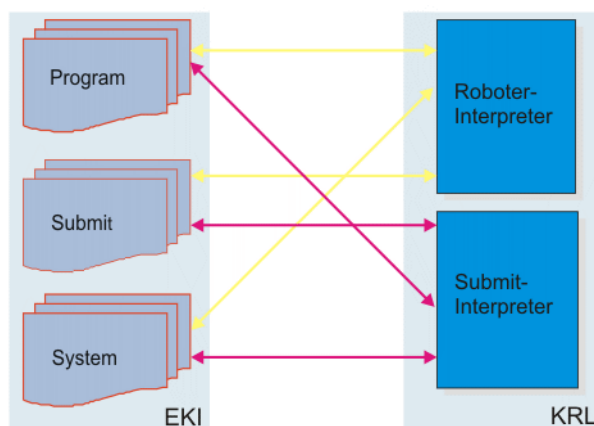 Program
Roboter-
Interpreter
Submit
Submit-
Interpreter
System
EKI
KRL